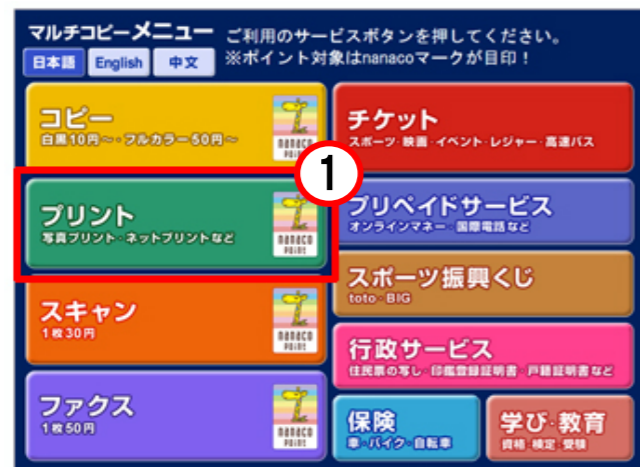 マルチコピーメニュー
ご利用のサービスボタンを押してください。
日本語 English 中文
※ポイント対象はnanacoマークが目印！
コピー
白黒10円～・フルカラー50円～
nanaco
POINT
チケット
スポーツ・映画・イベント・レジャー・高速バス
1
プリント
写真プリント・ネットプリントなど
nanaco
POINT
プリペイドサービス
オンラインマネー・国際電話など
スキャン
1枚30円
nanaco
POINT
スポーツ振興くじ
toto・BIG
行政サービス
住民票の写し・印鑑登録証明書・戸籍証明書など
ファクス
1枚50円
nanaco
POINT
保険
車・バイク・自転車
学び・教育
資格・検定・受験